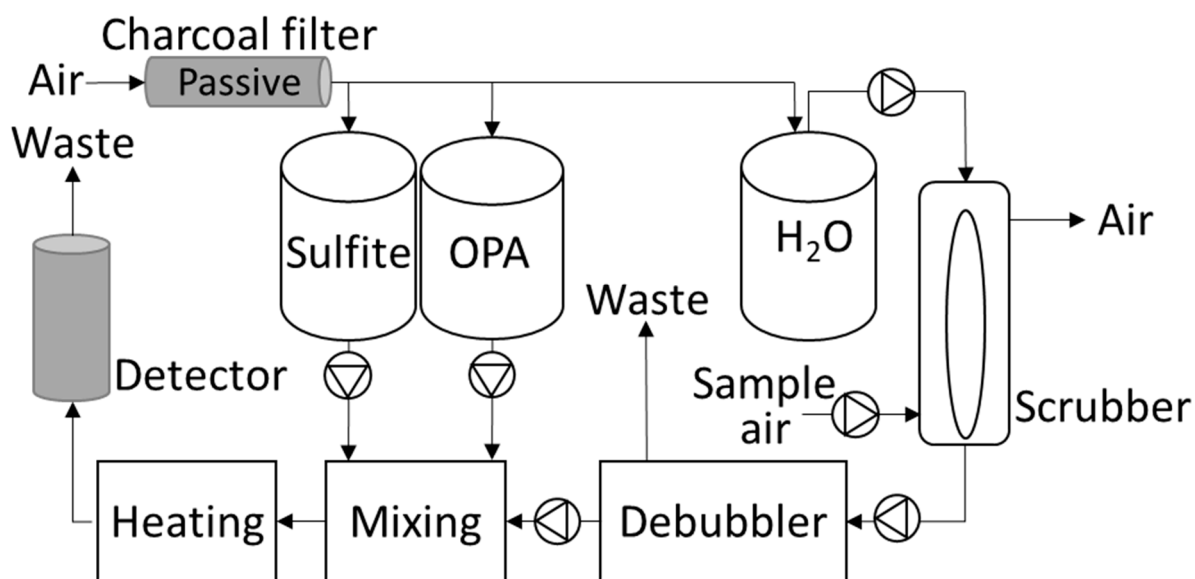 Charcoal filter
Air
Passive
Waste
Sulfite
OPA
H₂O
Air
Waste
Detector
Sample
air
Scrubber
Heating
Mixing
Debubbler